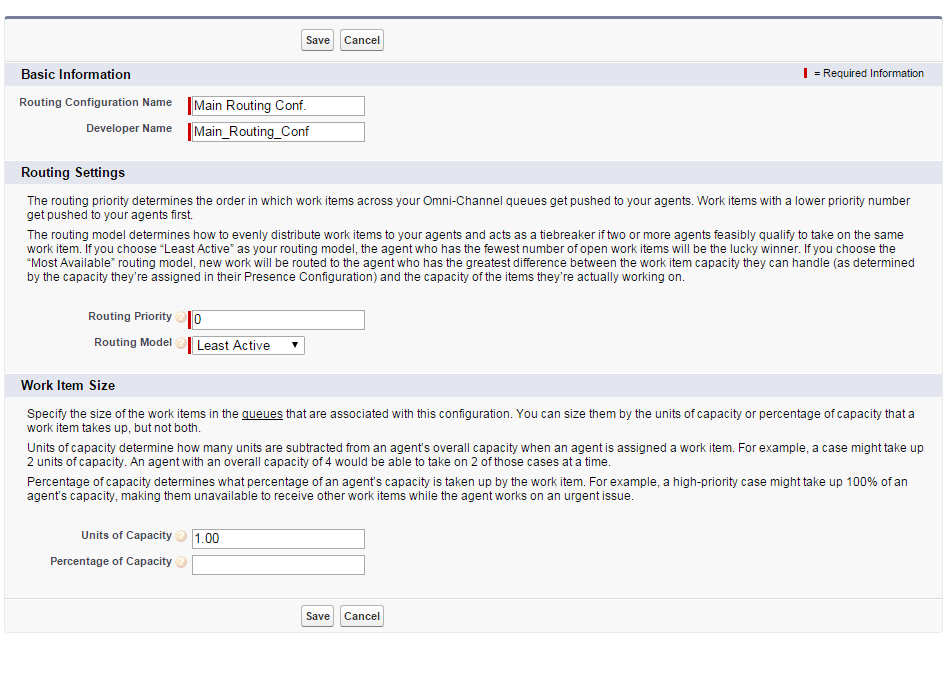 Save Cancel
Basic Information
= Required Information
Routing Configuration Name Main Routing Conf.
Developer Name Main_Routing_Conf
Routing Settings
The routing priority determines the order in which work items across your Omni-Channel queues get pushed to your agents. Work items with a lower priority number
get pushed to your agents first.
The routing model determines how to evenly distribute work items to your agents and acts as a tiebreaker if two or more agents feasibly qualify to take on the same
work item. If you choose “Least Active” as your routing model, the agent who has the fewest number of open work items will be the lucky winner. If you choose the
“Most Available” routing model, new work will be routed to the agent who has the greatest difference between the work item capacity they can handle (as determined
by the capacity they’re assigned in their Presence Configuration) and the capacity of the items they’re actually working on.
Routing Priority ? 0
Routing Model ? Least Active
Work Item Size
Specify the size of the work items in the queues that are associated with this configuration. You can size them by the units of capacity or percentage of capacity that a
work item takes up, but not both.
Units of capacity determine how many units are subtracted from an agent’s overall capacity when an agent is assigned a work item. For example, a case might take up
2 units of capacity. An agent with an overall capacity of 4 would be able to take on 2 of those cases at a time.
Percentage of capacity determines what percentage of an agent’s capacity is taken up by the work item. For example, a high-priority case might take up 100% of an
agent’s capacity, making them unavailable to receive other work items while the agent works on an urgent issue.
Units of Capacity ? 1.00
Percentage of Capacity ?
Save Cancel